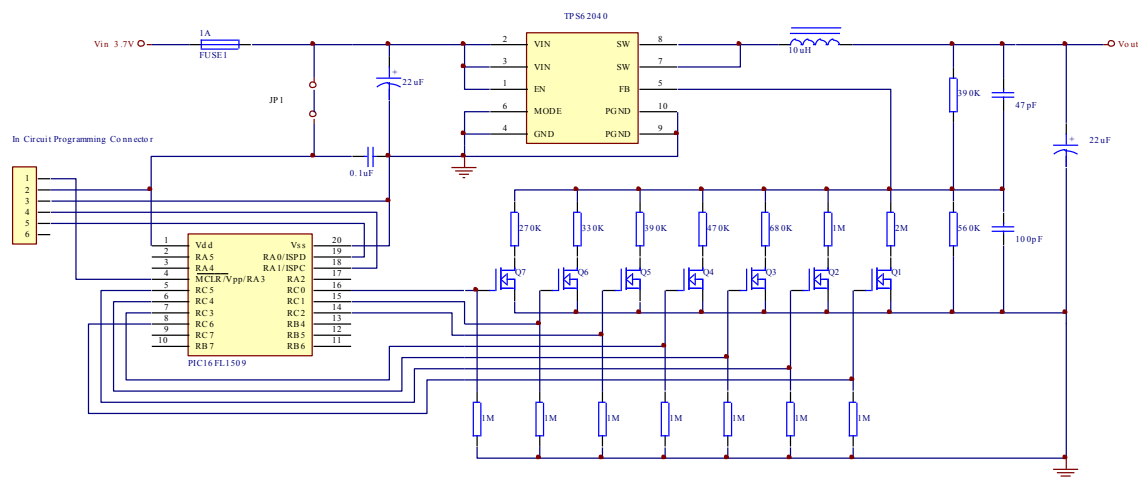 TPS62040
1A
Vin 3.7V
FUSE1
2 VIN SW 8
3 VIN SW 7
1 EN FB 5
6 MODE PGND 10
4 GND PGND 9
10uH
Vout
22uF
JP1
390K
47pF
22uF
In Circuit Programming Connector
0.1uF
1
2
3
4
5
6
270K
330K
390K
470K
680K
1M
2M
560K
100pF
1 Vdd Vss 20
2 RA5 RA0/ISPD 19
3 RA4 RA1/ISPC 18
4 MCLR/Vpp/RA3 RA2 17
5 RC5 RC0 16
6 RC4 RC1 15
7 RC3 RC2 14
8 RC6 RB4 13
9 RC7 RB5 12
10 RB7 RB6 11
PIC16FL1509
Q7
Q6
Q5
Q4
Q3
Q2
Q1
1M
1M
1M
1M
1M
1M
1M